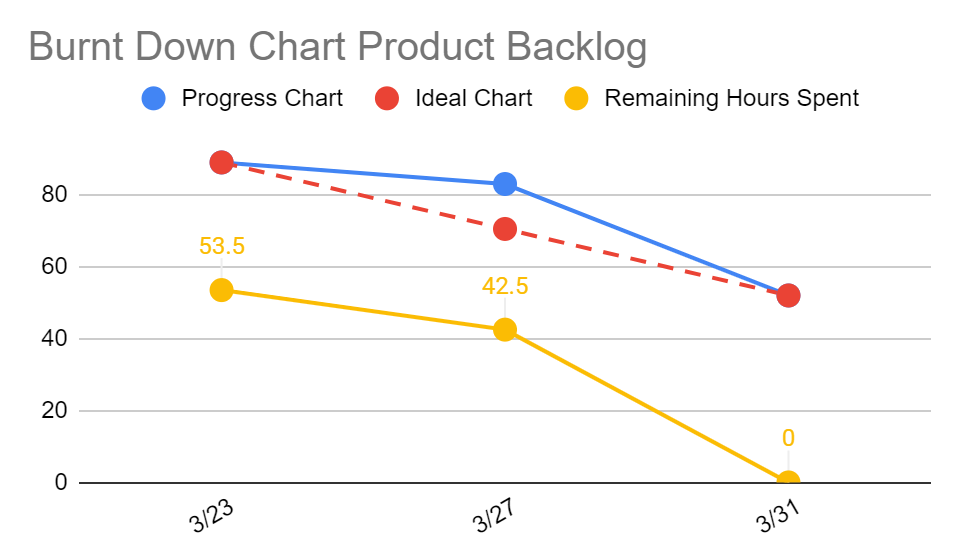 Burnt Down Chart Product Backlog
Progress Chart Ideal Chart Remaining Hours Spent
80
60
40
20
0
53.5
42.5
0
3/23 3/27 3/31